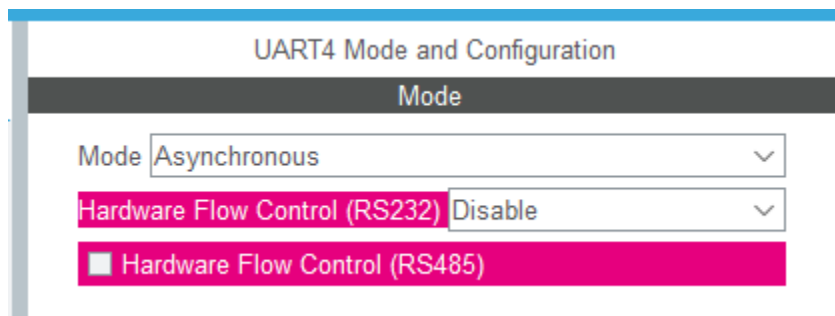 UART4 Mode and Configuration
Mode
Mode Asynchronous
Hardware Flow Control (RS232) Disable
Hardware Flow Control (RS485)